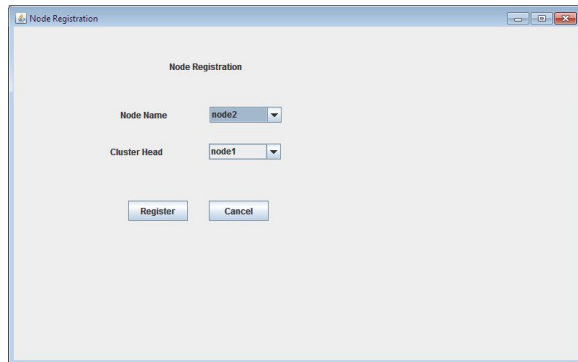 Node Registration
Node Registration
Node Name node2
Cluster Head node1
Register Cancel